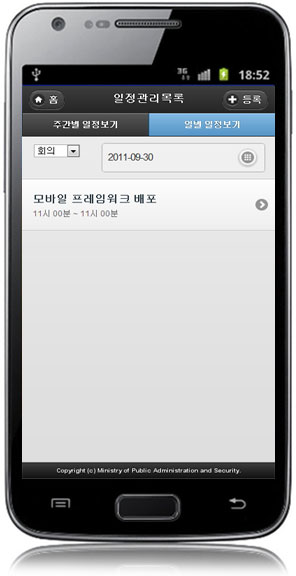 3G 18:52
홈 일정관리목록 등록
주간별 일정보기 일별 일정보기
회의 2011-09-30
모바일 프레임워크 배포
11시 00분 ~ 11시 00분
Copyright (c) Ministry of Public Administration and Security.